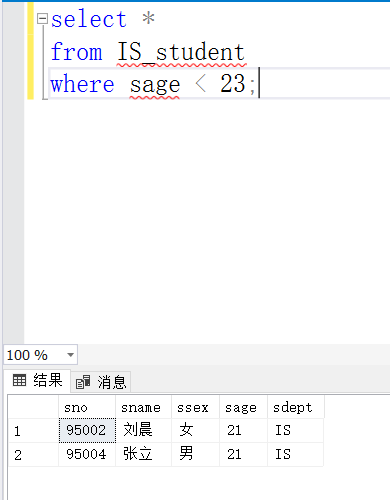 select *
from IS_student
where sage < 23;
100 %
结果 消息
sno sname ssex sage sdept
1 95002 刘晨 女 21 IS
2 95004 张立 男 21 IS